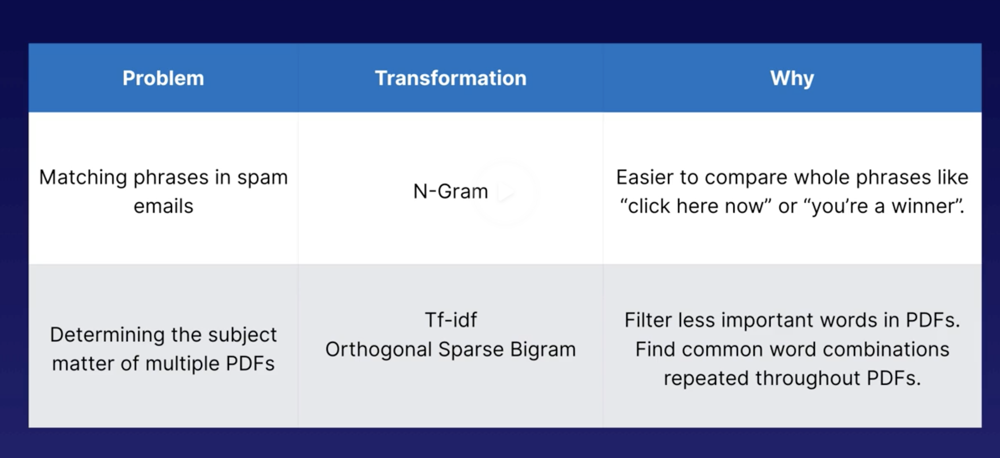 Problem
Transformation
Why
Matching phrases in spam
emails
N-Gram
Easier to compare whole phrases like
“click here now” or “you’re a winner”.
Determining the subject
matter of multiple PDFs
Tf-idf
Orthogonal Sparse Bigram
Filter less important words in PDFs.
Find common word combinations
repeated throughout PDFs.